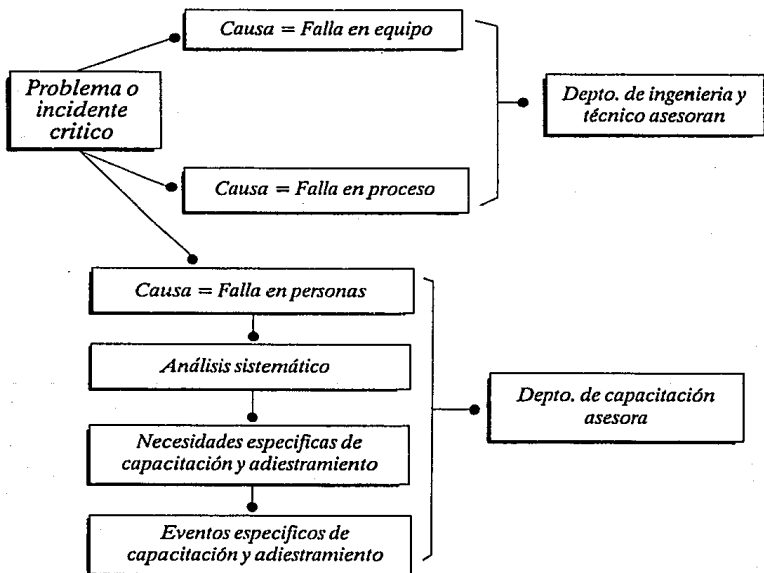 Causa = Falla en equipo
Problema o
incidente
critico
Depto. de ingenieria y
técnico asesoran
Causa = Falla en proceso
Causa = Falla en personas
Análisis sistemático
Depto. de capacitación
asesora
Necesidades especificas de
capacitación y adiestramiento
Eventos especificos de
capacitación y adiestramiento